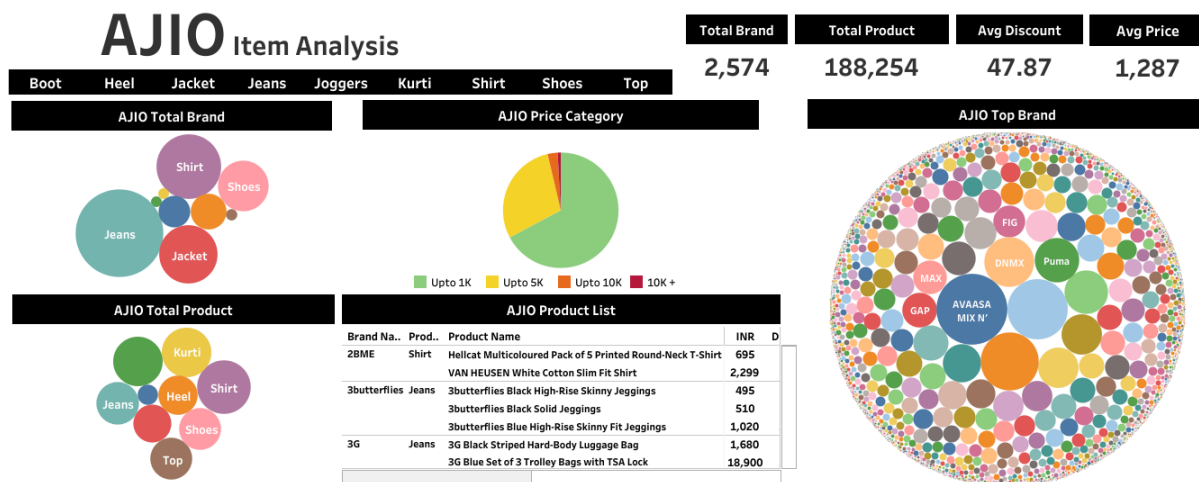 AJIO Item Analysis
Total Brand
Total Product
Avg Discount
Avg Price
2,574
188,254
47.87
1,287
Boot Heel Jacket Jeans Joggers Kurti Shirt Shoes Top
AJIO Total Brand
Shirt
Shoes
Jeans
Jacket
AJIO Price Category
Upto 1K Upto 5K Upto 10K 10K +
AJIO Top Brand
FIG
DNMX
Puma
MAX
GAP
AVAASA
MIX N'
AJIO Total Product
Kurti
Shirt
Jeans
Heel
Shoes
Top
AJIO Product List
Brand Na.. Prod.. Product Name INR D
2BME Shirt Hellcat Multicoloured Pack of 5 Printed Round-Neck T-Shirt 695
VAN HEUSEN White Cotton Slim Fit Shirt 2,299
3butterflies Jeans 3butterflies Black High-Rise Skinny Jeggings 495
3butterflies Black Solid Jeggings 510
3butterflies Blue High-Rise Skinny Fit Jeggings 1,020
3G Jeans 3G Black Striped Hard-Body Luggage Bag 1,680
3G Blue Set of 3 Trolley Bags with TSA Lock 18,900